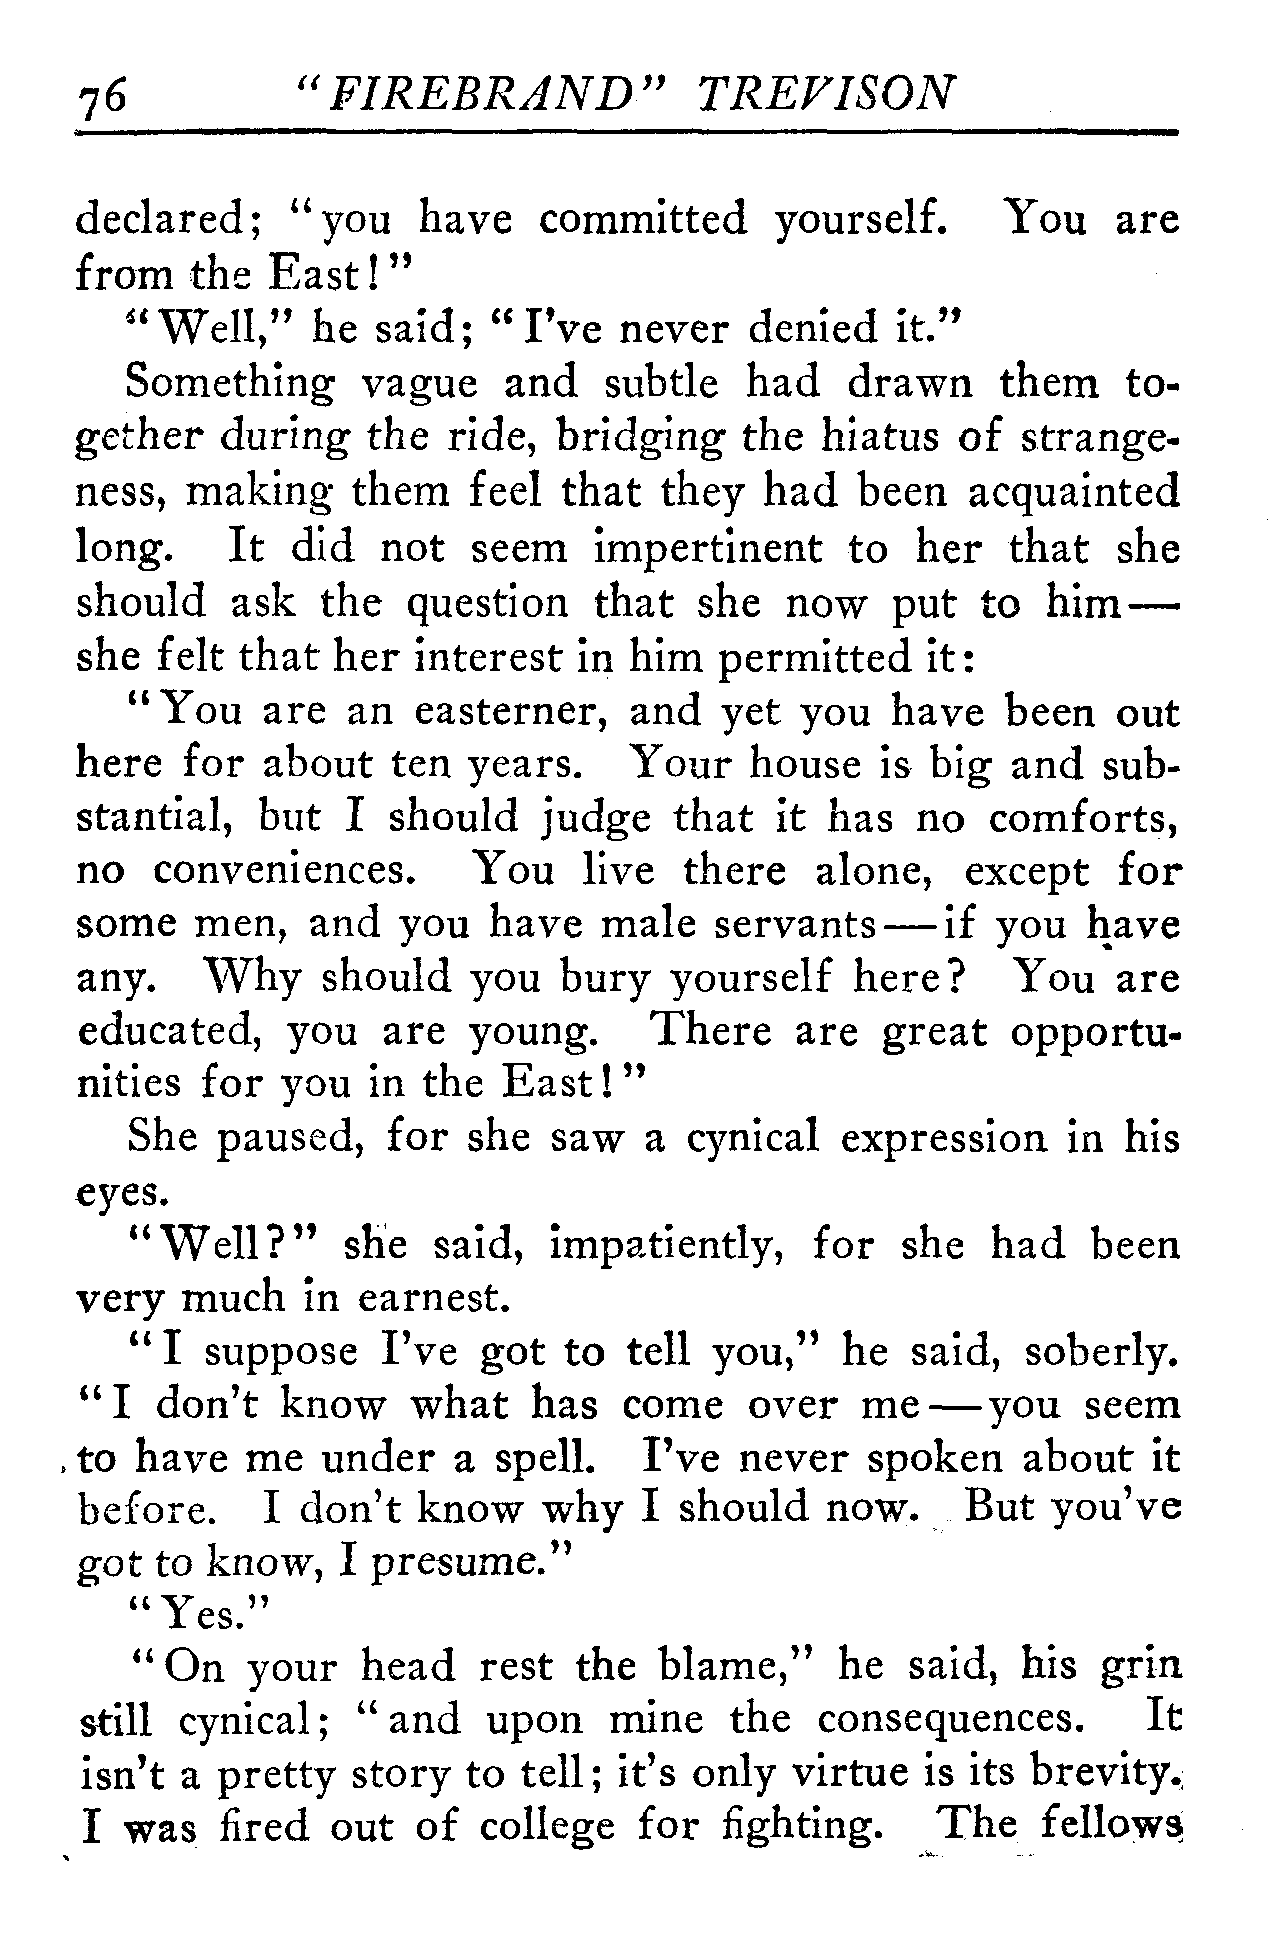 76 "FIREBRAND" TREVISON
declared; "you have committed yourself. You are
from the East!"
"Well," he said; "I've never denied it."
Something vague and subtle had drawn them to-
gether during the ride, bridging the hiatus of strange-
ness, making them feel that they had been acquainted
long. It did not seem impertinent to her that she
should ask the question that she now put to him—
she felt that her interest in him permitted it:
"You are an easterner, and yet you have been out
here for about ten years. Your house is big and sub-
stantial, but I should judge that it has no comforts,
no conveniences. You live there alone, except for
some men, and you have male servants—if you have
any. Why should you bury yourself here? You are
educated, you are young. There are great opportu-
nities for you in the East!"
She paused, for she saw a cynical expression in his
eyes.
"Well?" she said, impatiently, for she had been
very much in earnest.
"I suppose I've got to tell you," he said, soberly.
"I don't know what has come over me—you seem
to have me under a spell. I've never spoken about it
before. I don't know why I should now. But you've
got to know, I presume."
"Yes."
"On your head rest the blame," he said, his grin
still cynical; "and upon mine the consequences. It
isn't a pretty story to tell; it's only virtue is its brevity.
I was fired out of college for fighting. The fellows